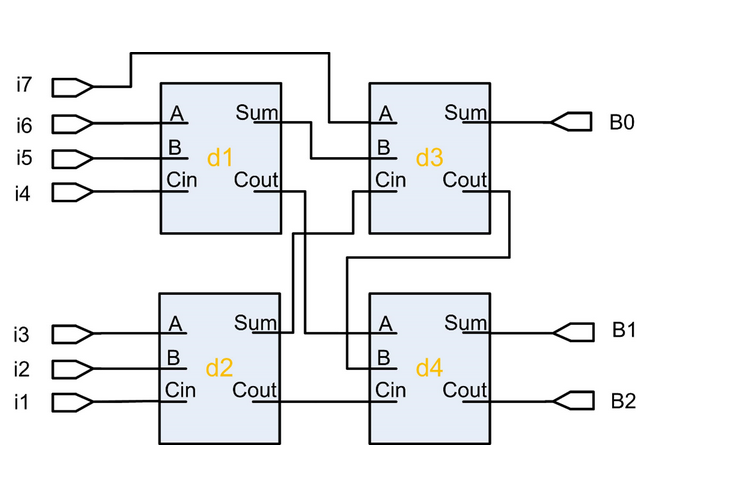 i7
i6
i5
i4
A
B
Cin
Sum
Cout
d1
A
B
Cin
Sum
Cout
d3
B0
i3
i2
i1
A
B
Cin
Sum
Cout
d2
A
B
Cin
Sum
Cout
d4
B1
B2